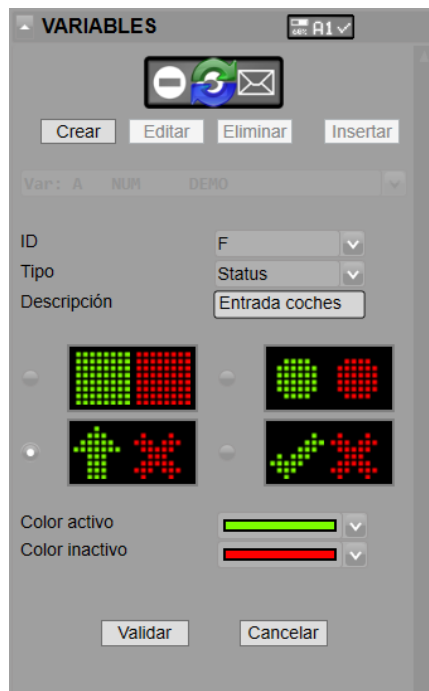 VARIABLES
A1
Crear Editar Eliminar Insertar
Var: A NUM DEMO
ID F
Tipo Status
Descripción Entrada coches
Color activo
Color inactivo
Validar Cancelar